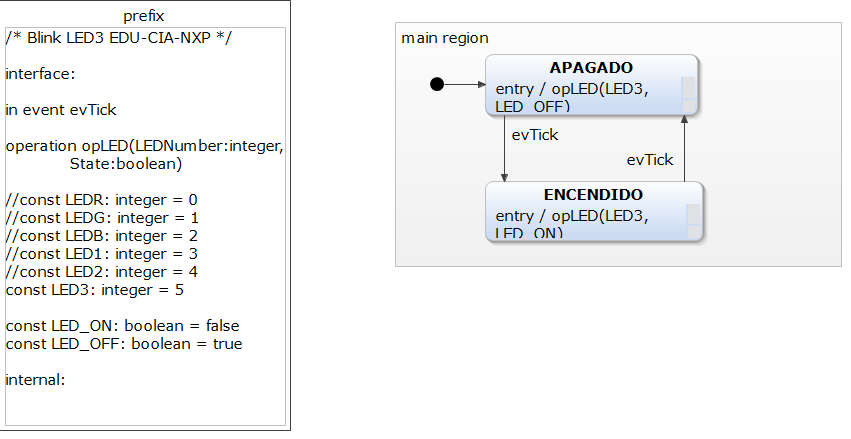 prefix
/* Blink LED3 EDU-CIA-NXP */
interface:
in event evTick
operation opLED(LEDNumber:integer,
State:boolean)
//const LEDR: integer = 0
//const LEDG: integer = 1
//const LEDB: integer = 2
//const LED1: integer = 3
//const LED2: integer = 4
const LED3: integer = 5
const LED_ON: boolean = false
const LED_OFF: boolean = true
internal:
main region
APAGADO
entry / opLED(LED3,
LED_OFF)
evTick
evTick
ENCENDIDO
entry / opLED(LED3,
LED_ON)